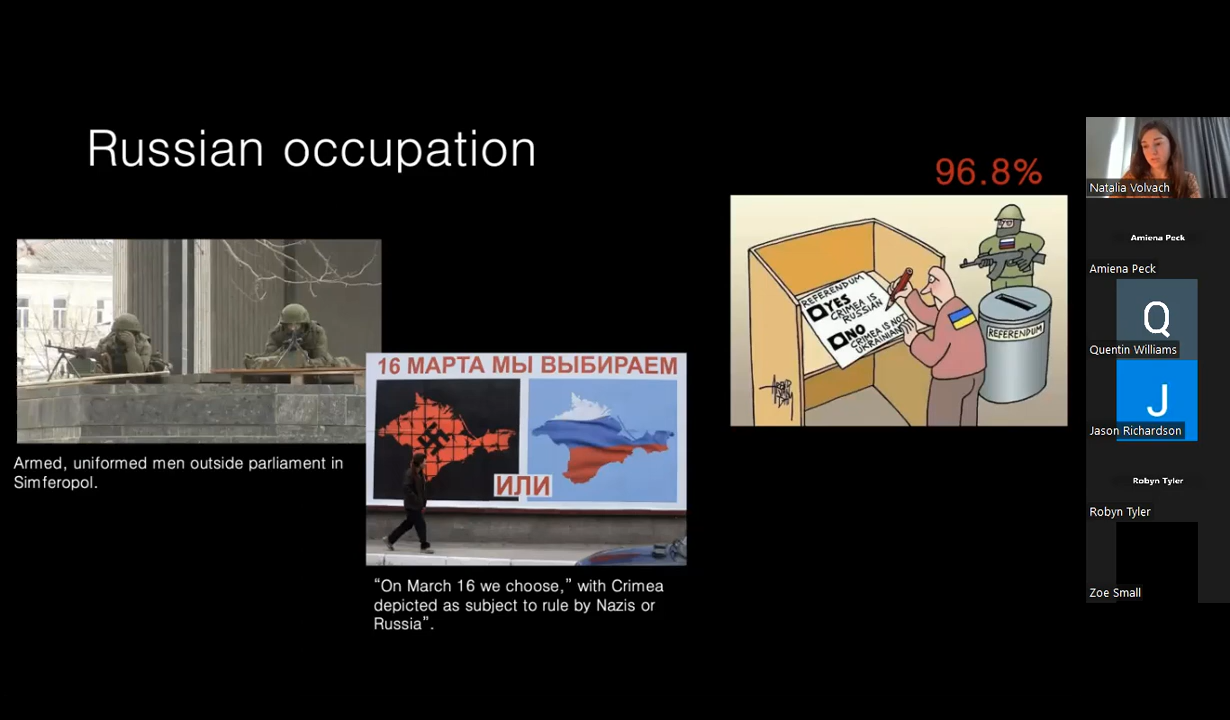 Russian occupation
96.8%
Armed, uniformed men outside parliament in
Simferopol.
16 МАРТА МЫ ВЫБИРАЕМ
ИЛИ
“On March 16 we choose,” with Crimea
depicted as subject to rule by Nazis or
Russia”.
REFERENDUM
YES
CRIMEA IS
RUSSIAN
NO
CRIMEA IS NOT
UKRAINIAN
REFERENDUM
Natalia Volvach
Amiena Peck
Amiena Peck
Q
Quentin Williams
J
Jason Richardson
Robyn Tyler
Robyn Tyler
Zoe Small